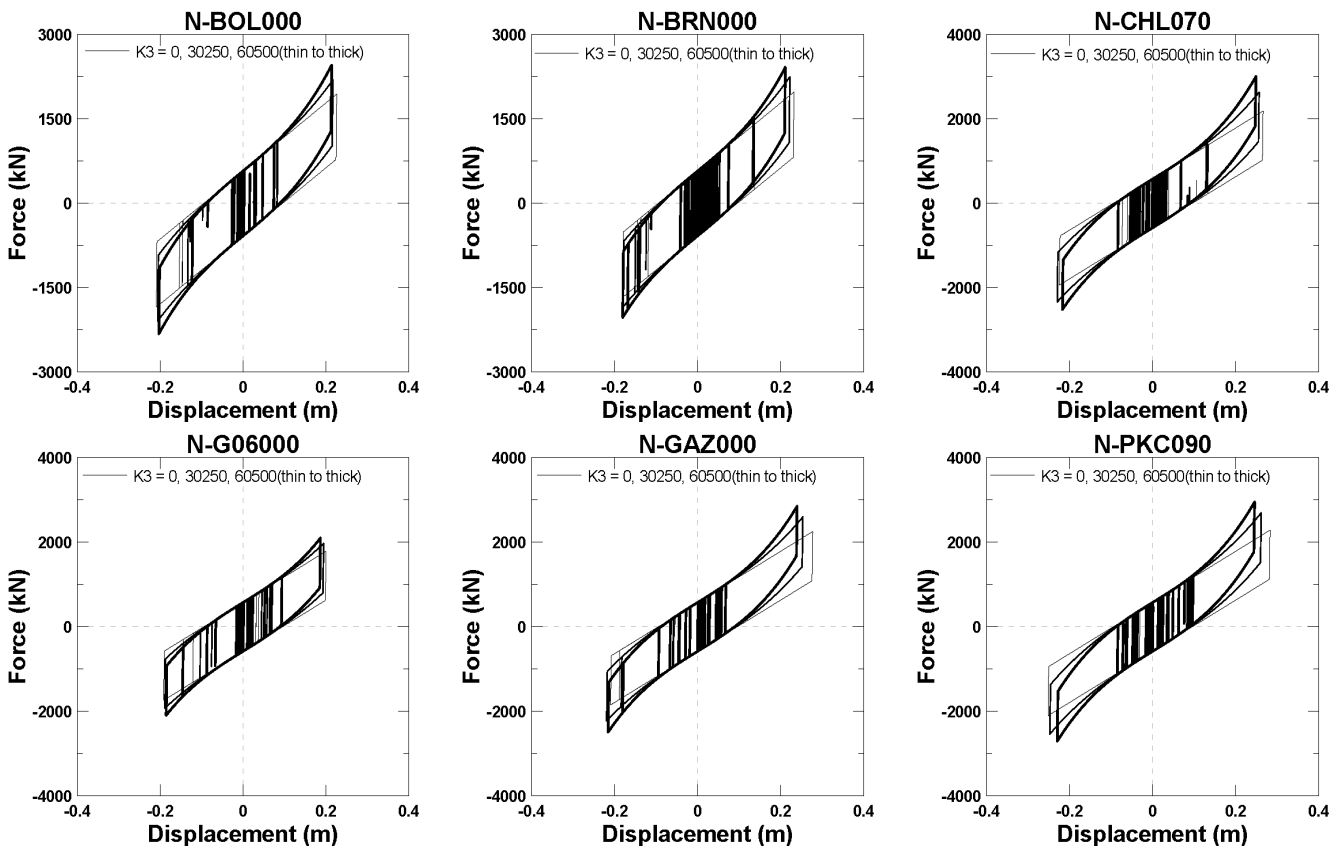 N-BOL000
K3 = 0, 30250, 60500(thin to thick)
3000
1500
0
-1500
-3000
Force (kN)
-0.4 -0.2 0 0.2 0.4
Displacement (m)
N-BRN000
K3 = 0, 30250, 60500(thin to thick)
3000
1500
0
-1500
-3000
Force (kN)
-0.4 -0.2 0 0.2 0.4
Displacement (m)
N-CHL070
K3 = 0, 30250, 60500(thin to thick)
4000
2000
0
-2000
-4000
Force (kN)
-0.4 -0.2 0 0.2 0.4
Displacement (m)
N-G06000
K3 = 0, 30250, 60500(thin to thick)
4000
2000
0
-2000
-4000
Force (kN)
-0.4 -0.2 0 0.2 0.4
Displacement (m)
N-GAZ000
K3 = 0, 30250, 60500(thin to thick)
4000
2000
0
-2000
-4000
Force (kN)
-0.4 -0.2 0 0.2 0.4
Displacement (m)
N-PKC090
K3 = 0, 30250, 60500(thin to thick)
4000
2000
0
-2000
-4000
Force (kN)
-0.4 -0.2 0 0.2 0.4
Displacement (m)